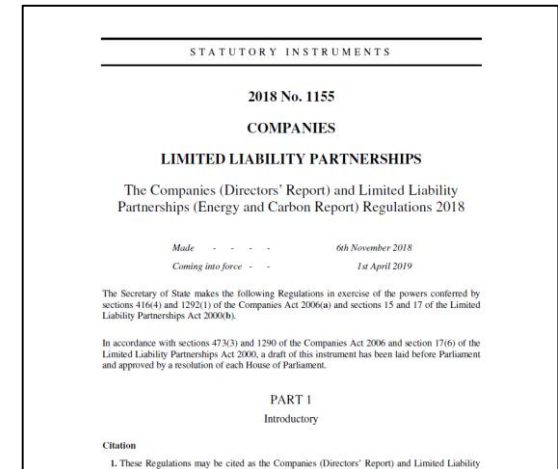 STATUTORY INSTRUMENTS
2018 No. 1155
COMPANIES
LIMITED LIABILITY PARTNERSHIPS
The Companies (Directors’ Report) and Limited Liability
Partnerships (Energy and Carbon Report) Regulations 2018
Made - - - - 6th November 2018
Coming into force - - 1st April 2019
The Secretary of State makes the following Regulations in exercise of the powers conferred by
sections 416(4) and 1292(1) of the Companies Act 2006(a) and sections 15 and 17 of the Limited
Liability Partnerships Act 2000(b).
In accordance with sections 473(3) and 1290 of the Companies Act 2006 and section 17(6) of the
Limited Liability Partnerships Act 2000, a draft of this instrument has been laid before Parliament
and approved by a resolution of each House of Parliament.
PART 1
Introductory
Citation
1. These Regulations may be cited as the Companies (Directors’ Report) and Limited Liability